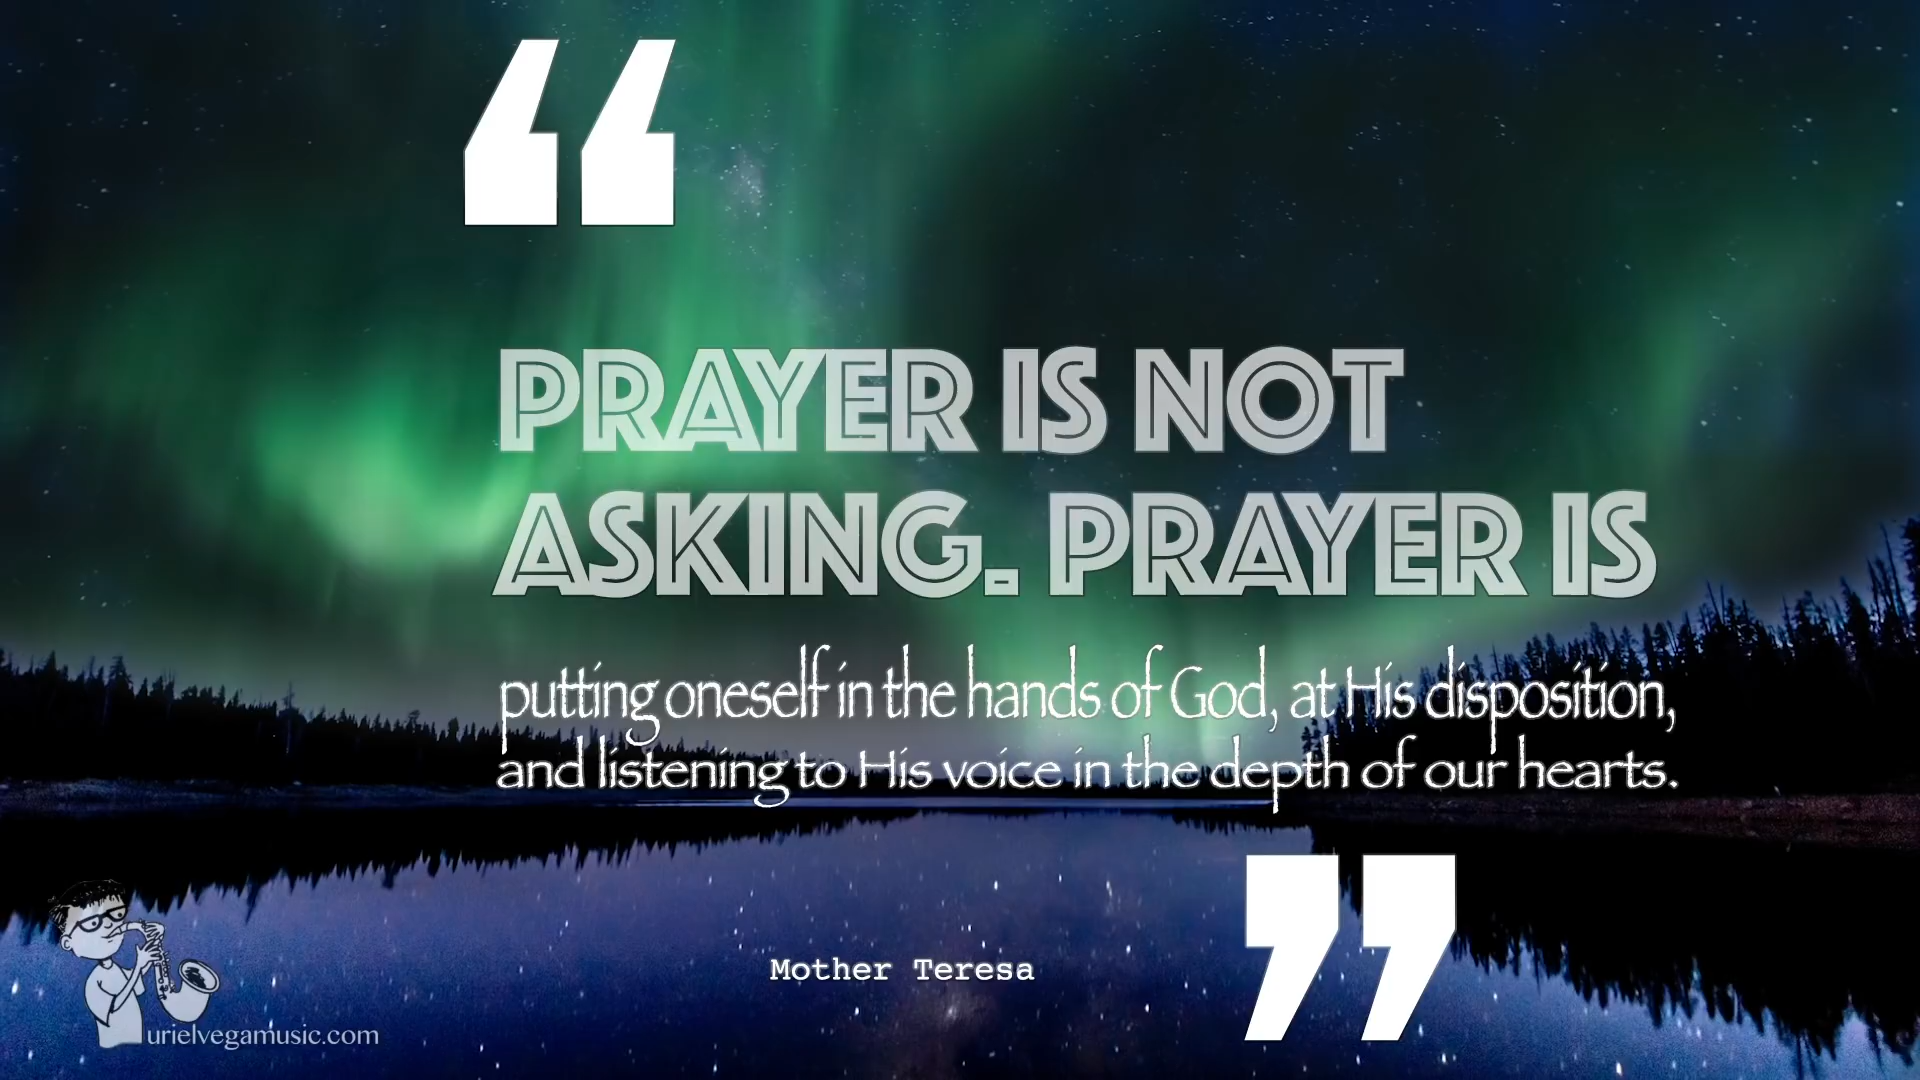 “
PRAYER IS NOT
ASKING. PRAYER IS
putting oneself in the hands of God, at His disposition,
and listening to His voice in the depth of our hearts.
”
Mother Teresa
urielvegamusic.com